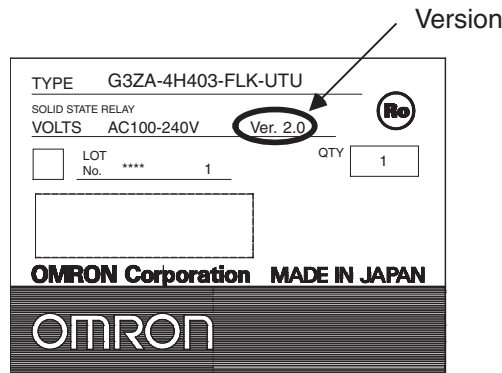 Version
TYPE G3ZA-4H403-FLK-UTU
SOLID STATE RELAY
VOLTS AC100-240V Ver. 2.0
Ro
LOT No. **** 1
QTY 1
OMRON Corporation MADE IN JAPAN
OMRON